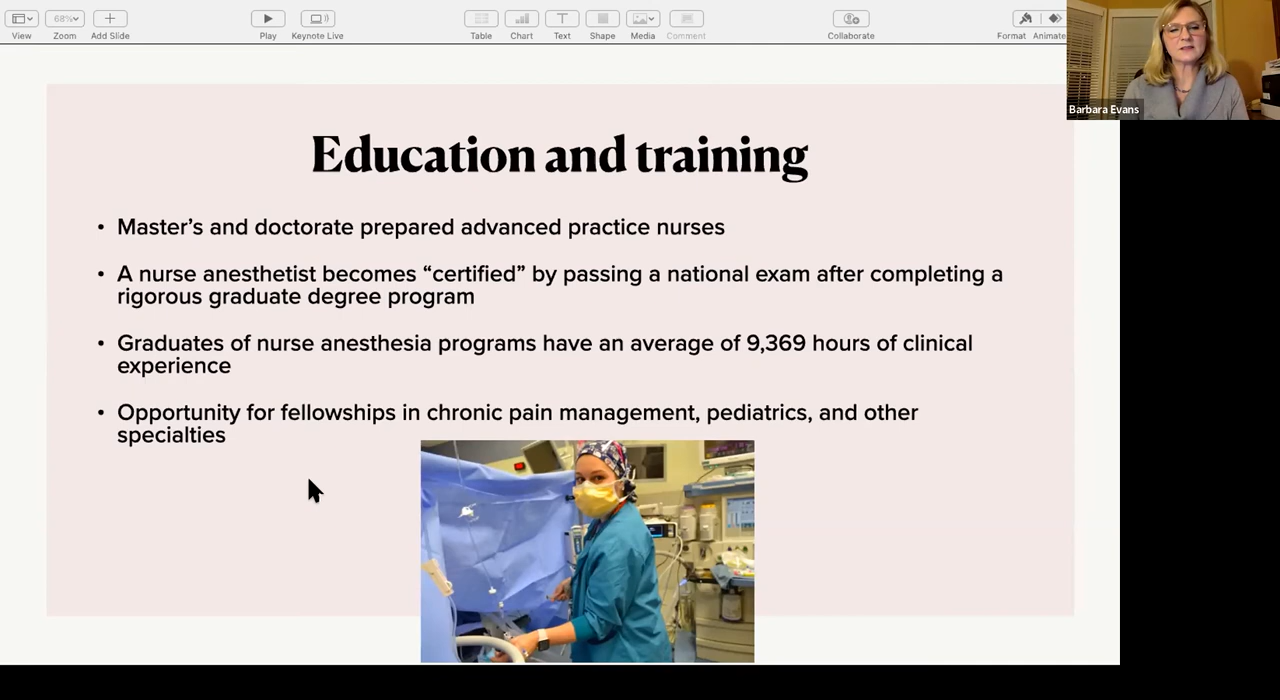 View
68%
Zoom
Add Slide
Play
Keynote Live
Table
Chart
Text
Shape
Media
Comment
Collaborate
Format
Animate
Barbara Evans
Education and training
• Master’s and doctorate prepared advanced practice nurses
• A nurse anesthetist becomes “certified” by passing a national exam after completing a
rigorous graduate degree program
• Graduates of nurse anesthesia programs have an average of 9,369 hours of clinical
experience
• Opportunity for fellowships in chronic pain management, pediatrics, and other
specialties